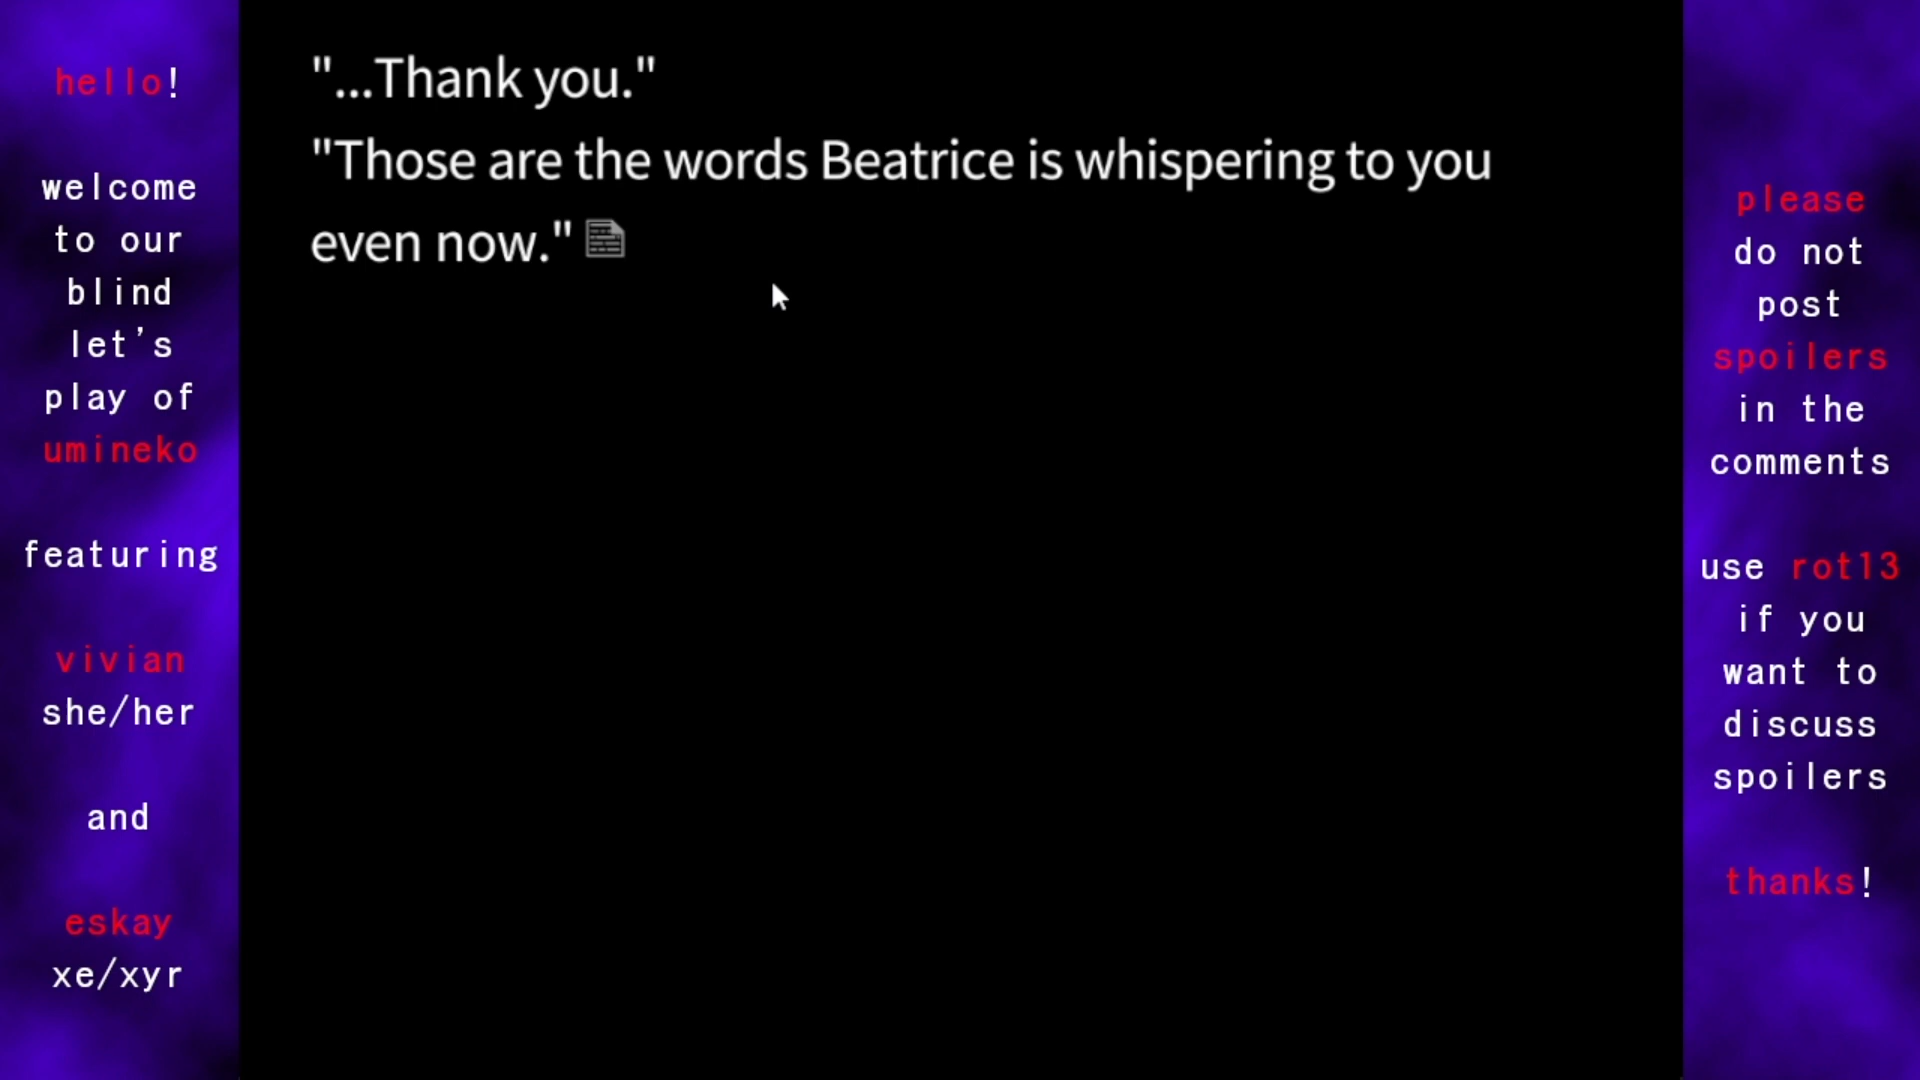 hello!
welcome
to our
blind
let's
play of
umineko
featuring
vivian
she/her
and
eskay
xe/xyr
"...Thank you."
"Those are the words Beatrice is whispering to you
even now."
please
do not
post
spoilers
in the
comments
use rot13
if you
want to
discuss
spoilers
thanks!